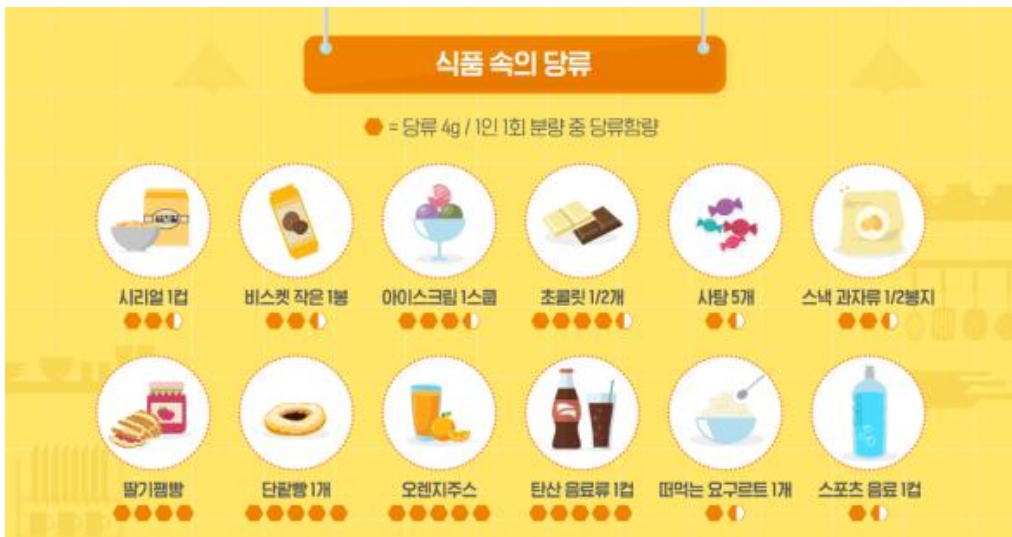 식품 속의 당류
= 당류 4g / 1인 1회 분량 중 당류함량
시리얼 1컵
비스켓 작은 1봉
아이스크림 1스쿱
초콜릿 1/2개
사탕 5개
스낵 과자류 1/2봉지
딸기쨈빵
단팥빵 1개
오렌지주스
탄산 음료류 1컵
떠먹는 요구르트 1개
스포츠 음료 1컵